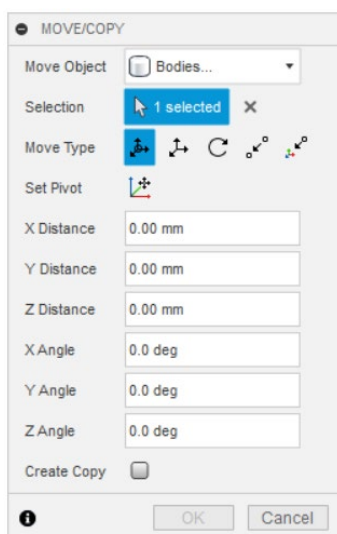 MOVE/COPY
Move Object Bodies...
Selection 1 selected
Move Type
Set Pivot
X Distance 0.00 mm
Y Distance 0.00 mm
Z Distance 0.00 mm
X Angle 0.0 deg
Y Angle 0.0 deg
Z Angle 0.0 deg
Create Copy
OK Cancel